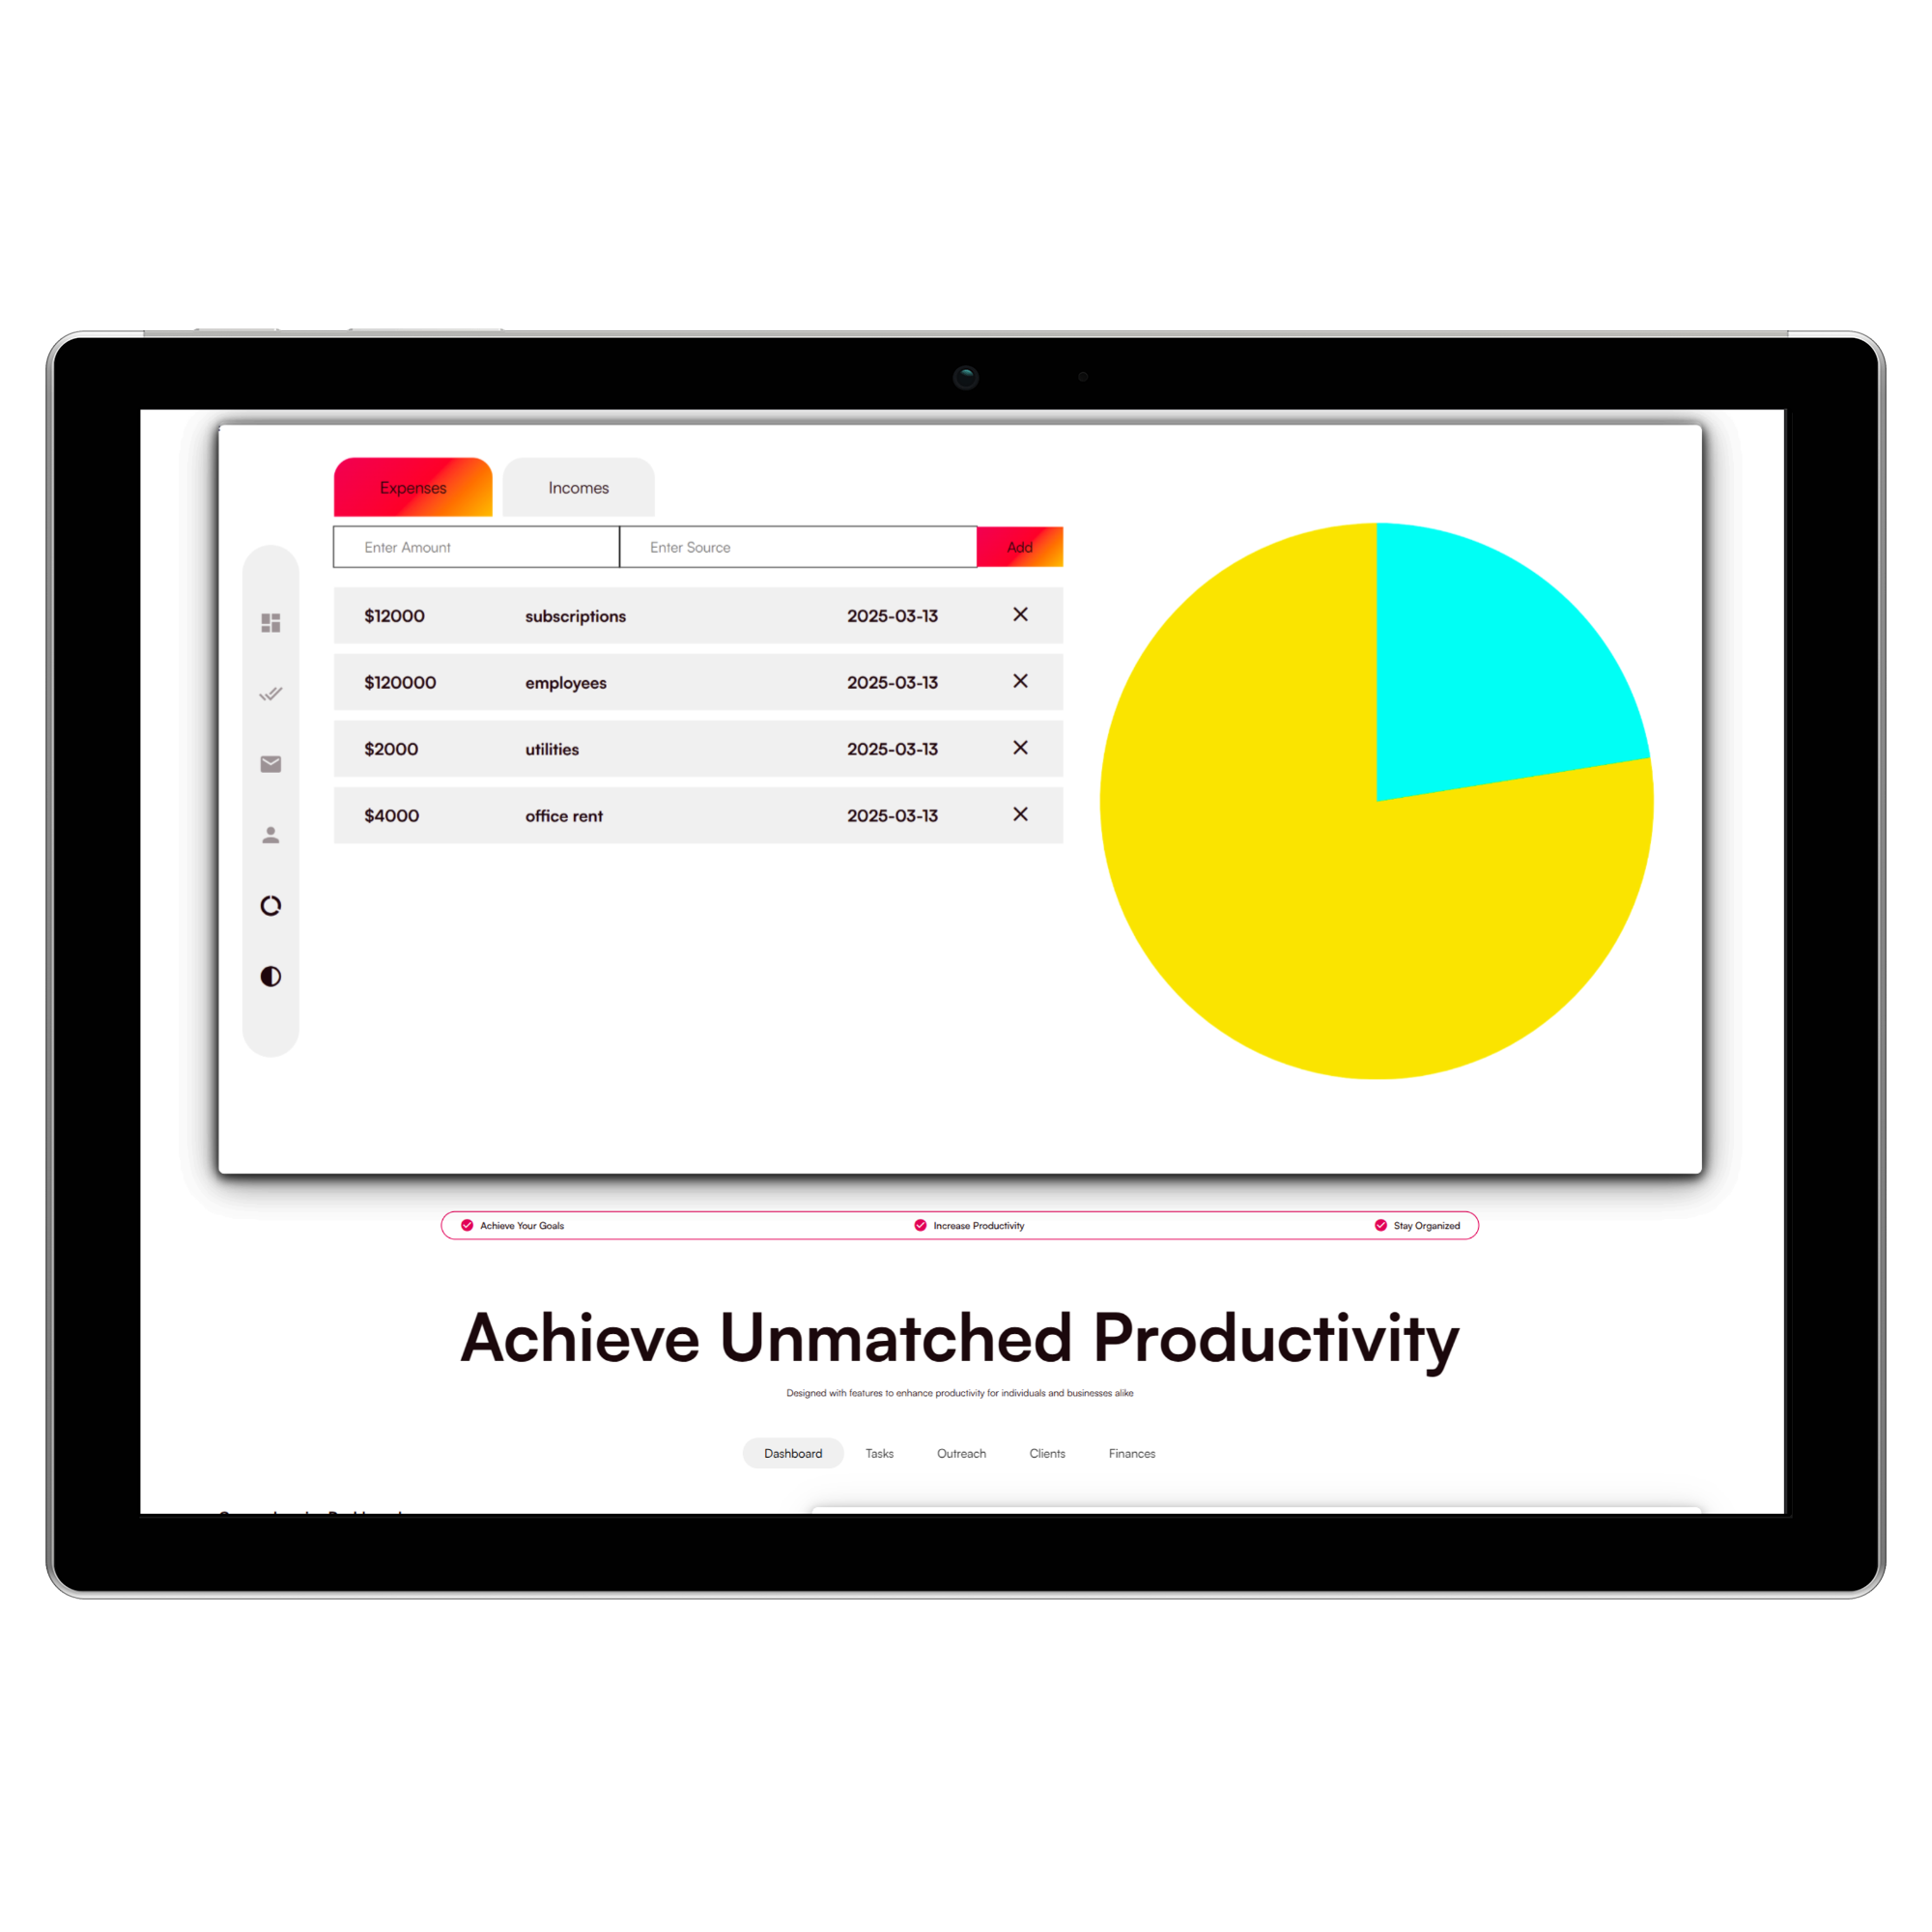 Expenses Incomes
Enter Amount Enter Source Add
$12000 subscriptions 2025-03-13
$120000 employees 2025-03-13
$2000 utilities 2025-03-13
$4000 office rent 2025-03-13
Achieve Your Goals Increase Productivity Stay Organized
Achieve Unmatched Productivity
Designed with features to enhance productivity for individuals and businesses alike
Dashboard Tasks Outreach Clients Finances